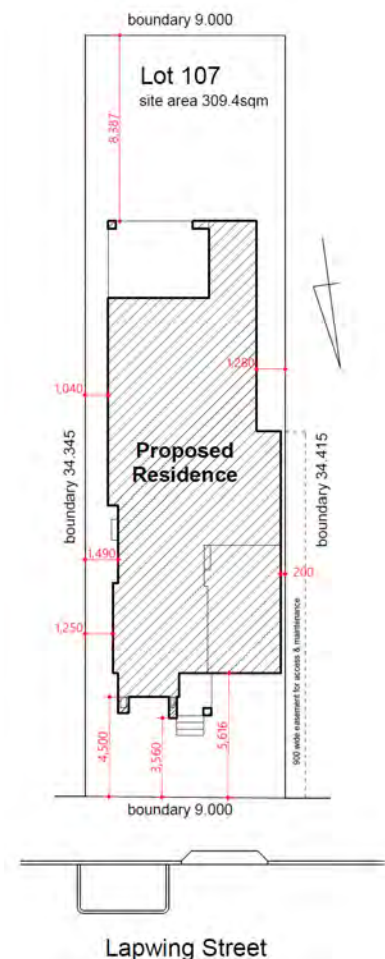 boundary 9.000
Lot 107
site area 309.4sqm
8,387
1,280
1,040
Proposed
Residence
boundary 34.345
boundary 34.415
1,490
200
1,250
900 wide easement for access & maintenance
4,500
3,560
5,616
boundary 9.000
Lapwing Street